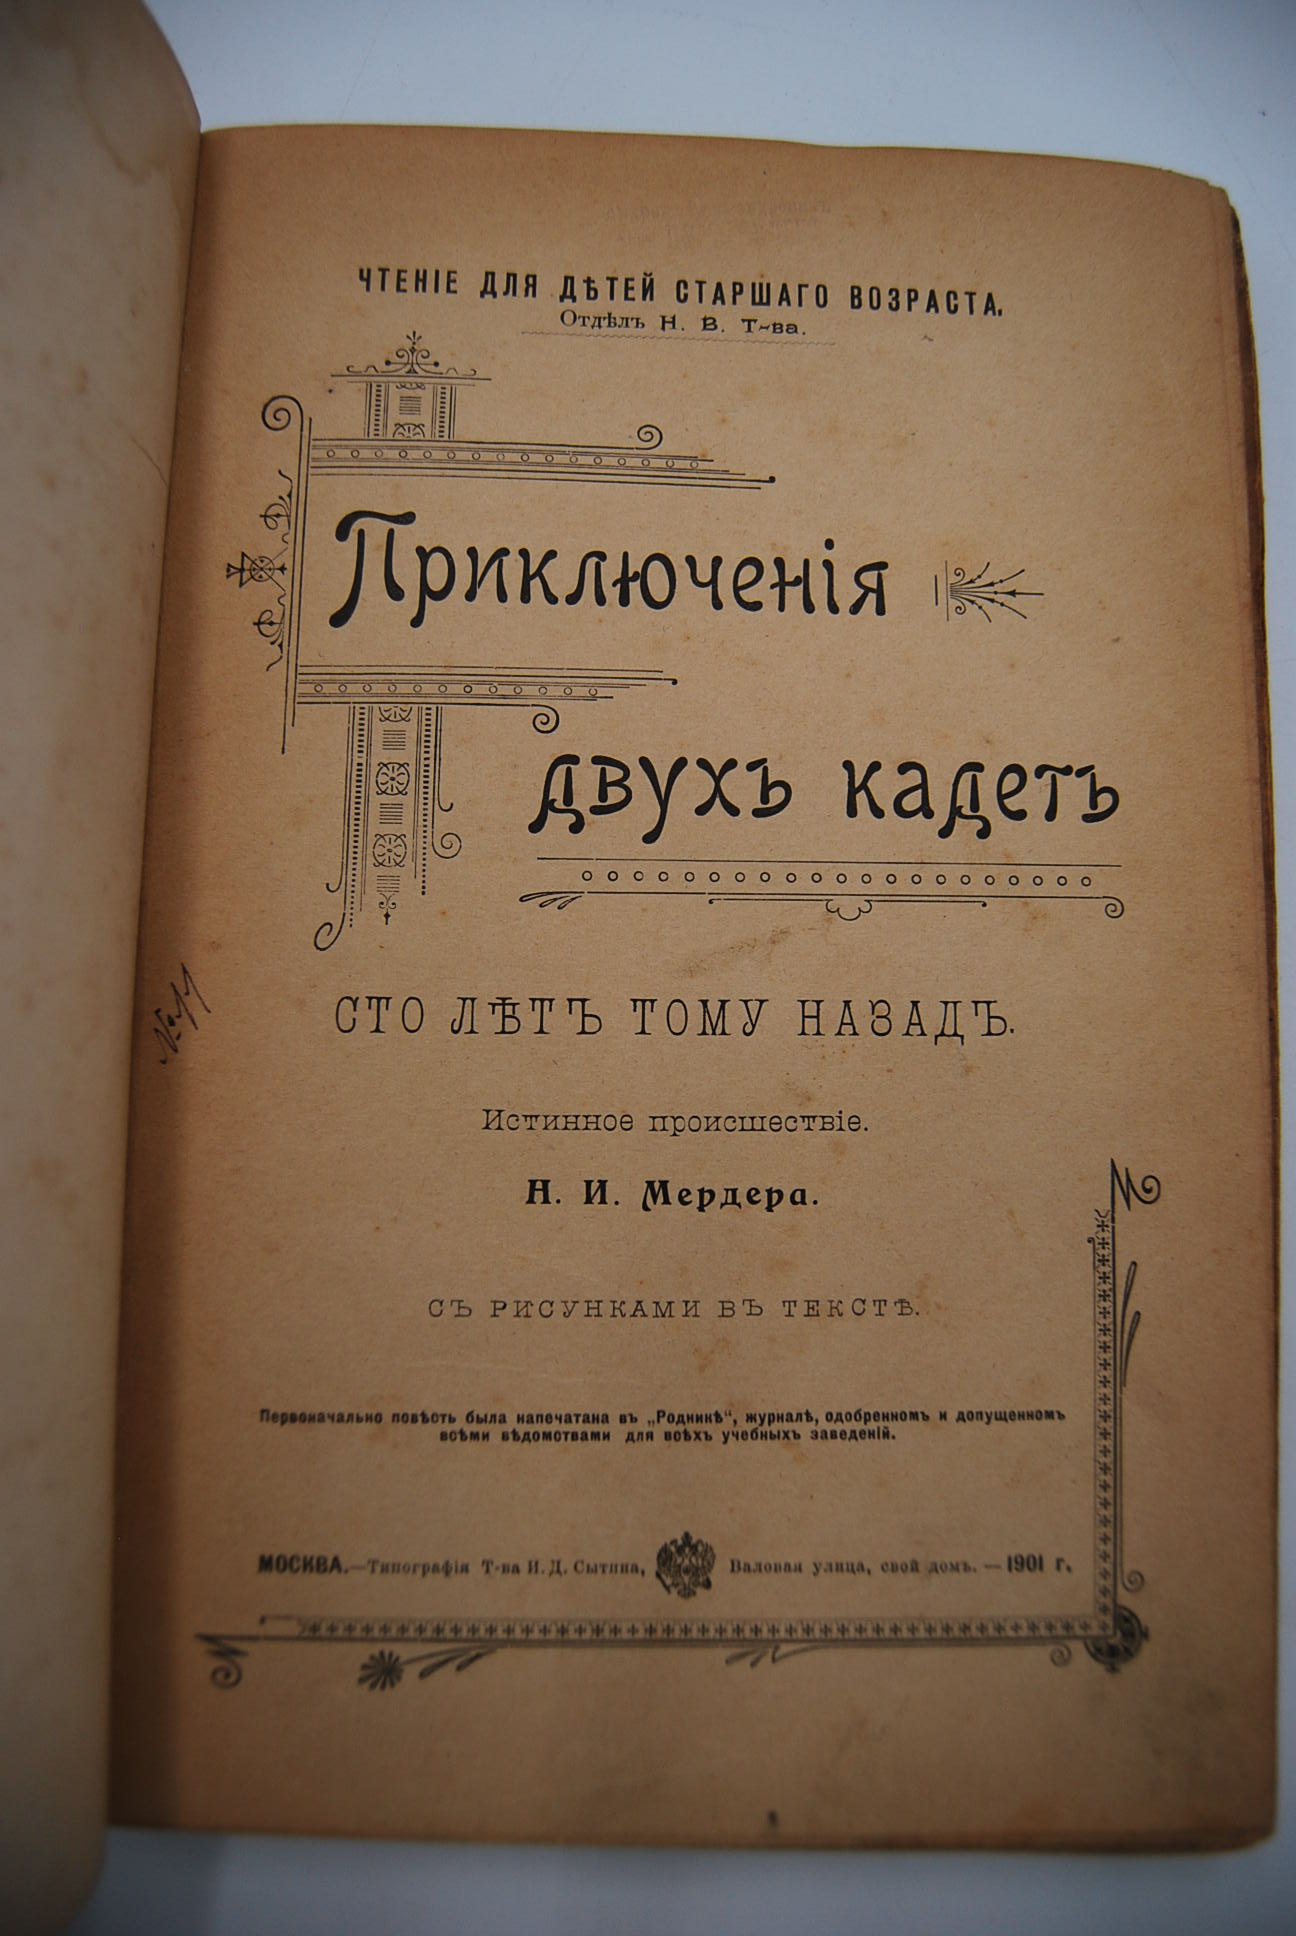 ЧТЕНІЕ ДЛЯ ДѢТЕЙ СТАРШАГО ВОЗРАСТА.
Отдѣлъ Н. В. Т-ва.
Приключенія
двухъ кадетъ
СТО ЛѢТЪ ТОМУ НАЗАДЪ.
Истинное происшествіе.
Н. И. Мердера.
СЪ РИСУНКАМИ ВЪ ТЕКСТѢ.
Первоначально повѣсть была напечатана въ „Родникѣ“, журналѣ, одобренномъ и допущенномъ
всѣми вѣдомствами для всѣхъ учебныхъ заведеній.
МОСКВА.—Типографія Т-ва И. Д. Сытина, Валовая улица, свой домъ. — 1901 г.